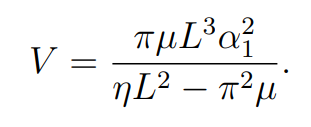 V = \frac{\pi\mu L^3\alpha_1^2}{\eta L^2 - \pi^2\mu}.